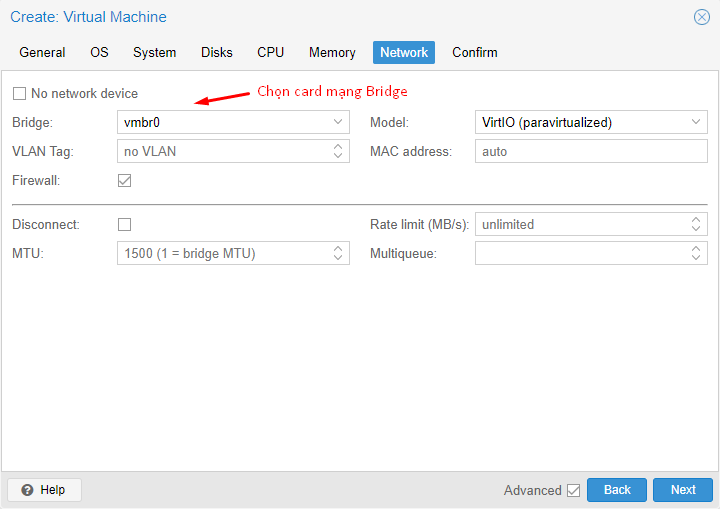 Create: Virtual Machine
General OS System Disks CPU Memory Network Confirm
No network device
Chọn card mạng Bridge
Bridge: vmbr0 Model: VirtIO (paravirtualized)
VLAN Tag: no VLAN MAC address: auto
Firewall:
Disconnect: Rate limit (MB/s): unlimited
MTU: 1500 (1 = bridge MTU) Multiqueue:
? Help Advanced Back Next